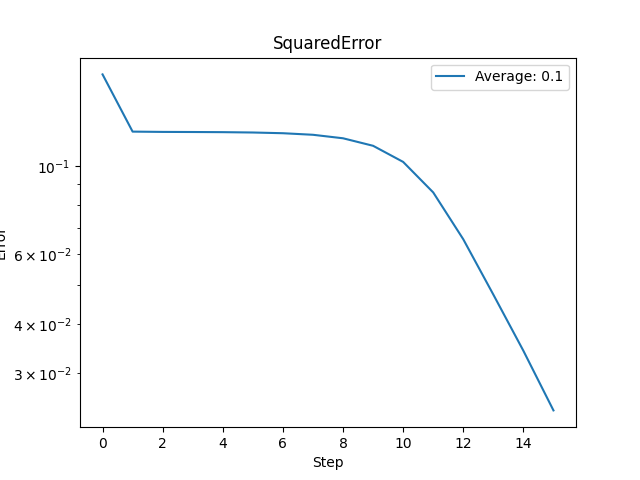 SquaredError
Average: 0.1
Error
10⁻¹
6 × 10⁻²
4 × 10⁻²
3 × 10⁻²
0 2 4 6 8 10 12 14
Step